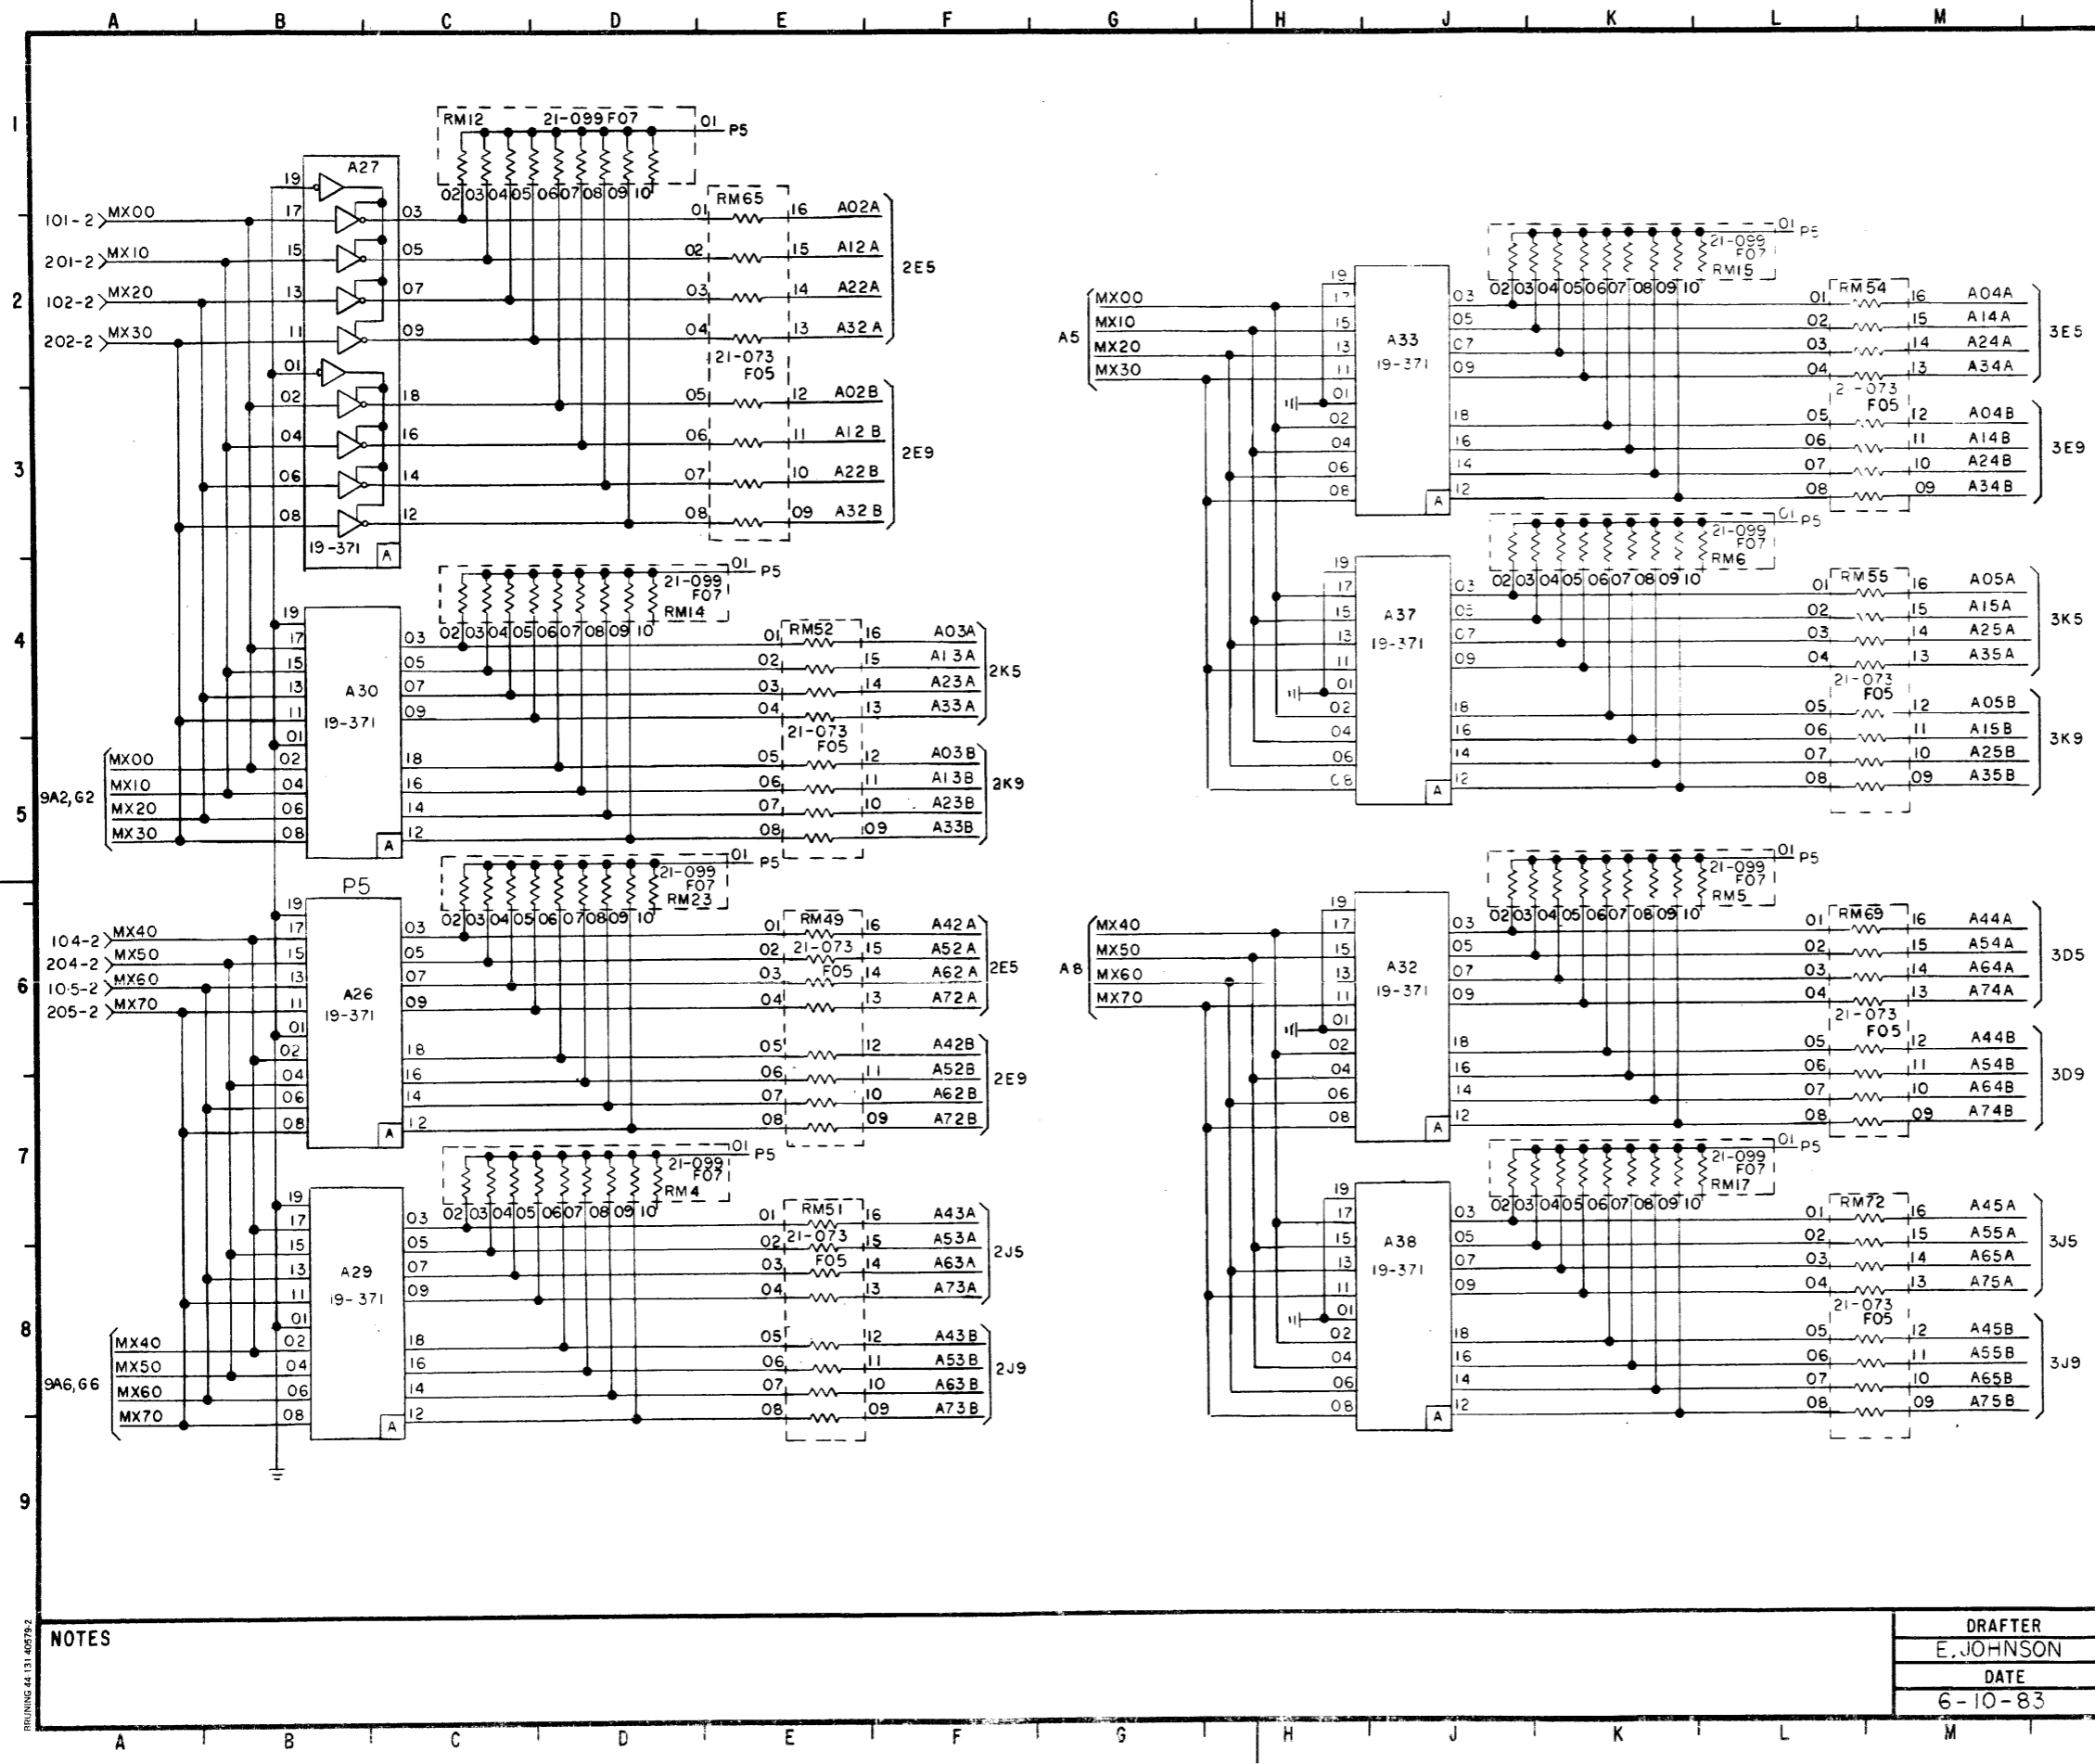 A B C D E F G H J K L M
1
2
3
4
5
6
7
8
9
RM12 21-099 F07 01 P5
02 03 04 05 06 07 08 09 10
A27
19
101-2 MX00 17 03 01 RM65 16 A02A
201-2 MX10 15 05 02 15 A12A
2E5
102-2 MX20 13 07 03 14 A22A
202-2 MX30 11 09 04 13 A32A
21-073
F05
01
02 18 05 12 A02B
04 16 06 11 A12B
2E9
06 14 07 10 A22B
08 12 08 09 A32B
19-371 A
01 P5
21-099
F07
RM14
02 03 04 05 06 07 08 09 10
19
17 03 01 RM52 16 A03A
15 05 02 15 A13A
2K5
13 A30 07 03 14 A23A
11 19-371 09 04 13 A33A
21-073
F05
01
MX00 02 18 05 12 A03B
MX10 04 16 06 11 A13B
9A2,G2 2K9
MX20 06 14 07 10 A23B
MX30 08 A 12 08 09 A33B
01 P5
21-099
F07
RM23
P5
02 03 04 05 06 07 08 09 10
19
104-2 MX40 17 03 01 RM49 16 A42A
204-2 MX50 15 05 02 21-073 15 A52A
2E5
105-2 MX60 13 A26 07 03 F05 14 A62A
205-2 MX70 11 19-371 09 04 13 A72A
01
02 18 05 12 A42B
04 16 06 11 A52B
2E9
06 14 07 10 A62B
08 A 12 08 09 A72B
01 P5
21-099
F07
RM4
02 03 04 05 06 07 08 09 10
19
17 03 01 RM51 16 A43A
15 05 02 21-073 15 A53A
2J5
13 A29 07 03 F05 14 A63A
11 19-371 09 04 13 A73A
01
MX40 02 18 05 12 A43B
MX50 04 16 06 11 A53B
9A6,G6 2J9
MX60 06 14 07 10 A63B
MX70 08 A 12 08 09 A73B
01 P5
21-099
F07
RM15
02 03 04 05 06 07 08 09 10
19
MX00 17 03 01 RM54 16 A04A
MX10 15 05 02 15 A14A
A5 A33 3E5
MX20 13 07 03 14 A24A
MX30 11 19-371 09 04 13 A34A
F05
01
02 18 05 12 A04B
04 16 06 11 A14B
3E9
06 14 07 10 A24B
08 A 12 08 09 A34B
01 P5
21-099
F07
RM6
02 03 04 05 06 07 08 09 10
19
17 03 01 RM55 16 A05A
15 A37 05 02 15 A15A
3K5
13 19-371 07 03 14 A25A
11 09 04 13 A35A
21-073
F05
01
02 18 05 12 A05B
04 16 06 11 A15B
3K9
06 14 07 10 A25B
08 A 12 08 09 A35B
01 P5
21-099
F07
RM5
02 03 04 05 06 07 08 09 10
19
MX40 17 03 01 RM69 16 A44A
MX50 15 05 02 15 A54A
A8 A32 3D5
MX60 13 07 03 14 A64A
MX70 11 19-371 09 04 13 A74A
21-073
F05
01
02 18 05 12 A44B
04 16 06 11 A54B
3D9
06 14 07 10 A64B
08 A 12 08 09 A74B
01 P5
21-099
F07
RM17
02 03 04 05 06 07 08 09 10
19
17 03 01 RM72 16 A45A
15 A38 05 02 15 A55A
3J5
13 19-371 07 03 14 A65A
11 09 04 13 A75A
21-073
F05
01
02 18 05 12 A45B
04 16 06 11 A55B
3J9
06 14 07 10 A65B
08 A 12 08 09 A75B
NOTES
DRAFTER
E.JOHNSON
DATE
6-10-83
BRUNING 44-131 40579-2
A B C D E F G H J K L M